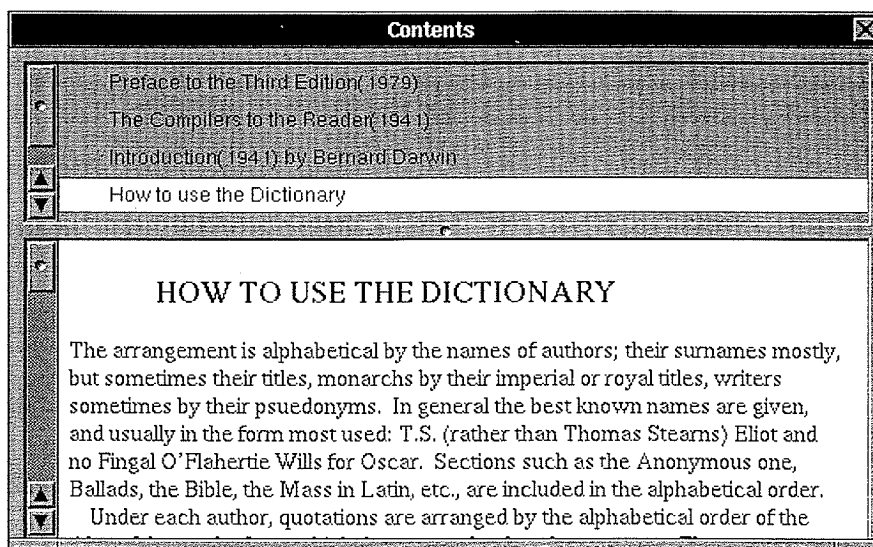 Contents
Preface to the Third Edition(1979)
The Compilers to the Reader(1941)
Introduction(1941) by Bernard Darwin
How to use the Dictionary
HOW TO USE THE DICTIONARY
The arrangement is alphabetical by the names of authors; their surnames mostly,
but sometimes their titles, monarchs by their imperial or royal titles, writers
sometimes by their psuedonyms. In general the best known names are given,
and usually in the form most used: T.S. (rather than Thomas Stearns) Eliot and
no Fingal O'Flahertie Wills for Oscar. Sections such as the Anonymous one,
Ballads, the Bible, the Mass in Latin, etc., are included in the alphabetical order.
Under each author, quotations are arranged by the alphabetical order of the